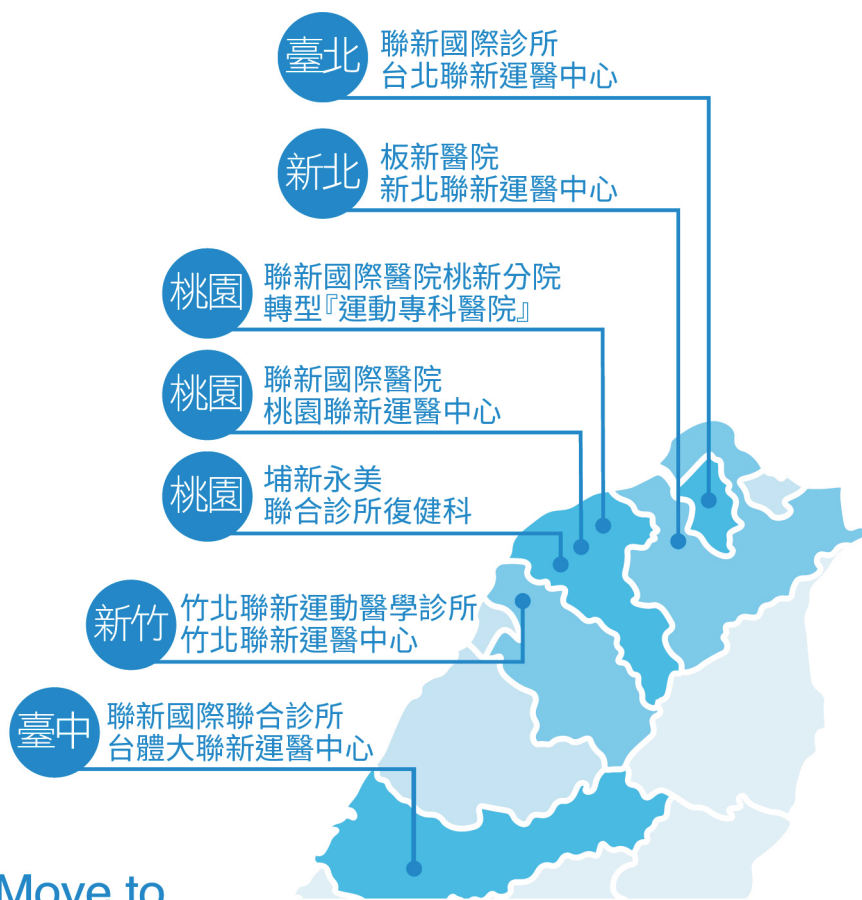 臺北
聯新國際診所
台北聯新運醫中心
新北
板新醫院
新北聯新運醫中心
桃園
聯新國際醫院桃新分院
轉型『運動專科醫院』
桃園
聯新國際醫院
桃園聯新運醫中心
桃園
埔新永美
聯合診所復健科
新竹
竹北聯新運動醫學診所
竹北聯新運醫中心
臺中
聯新國際聯合診所
台體大聯新運醫中心
Move to